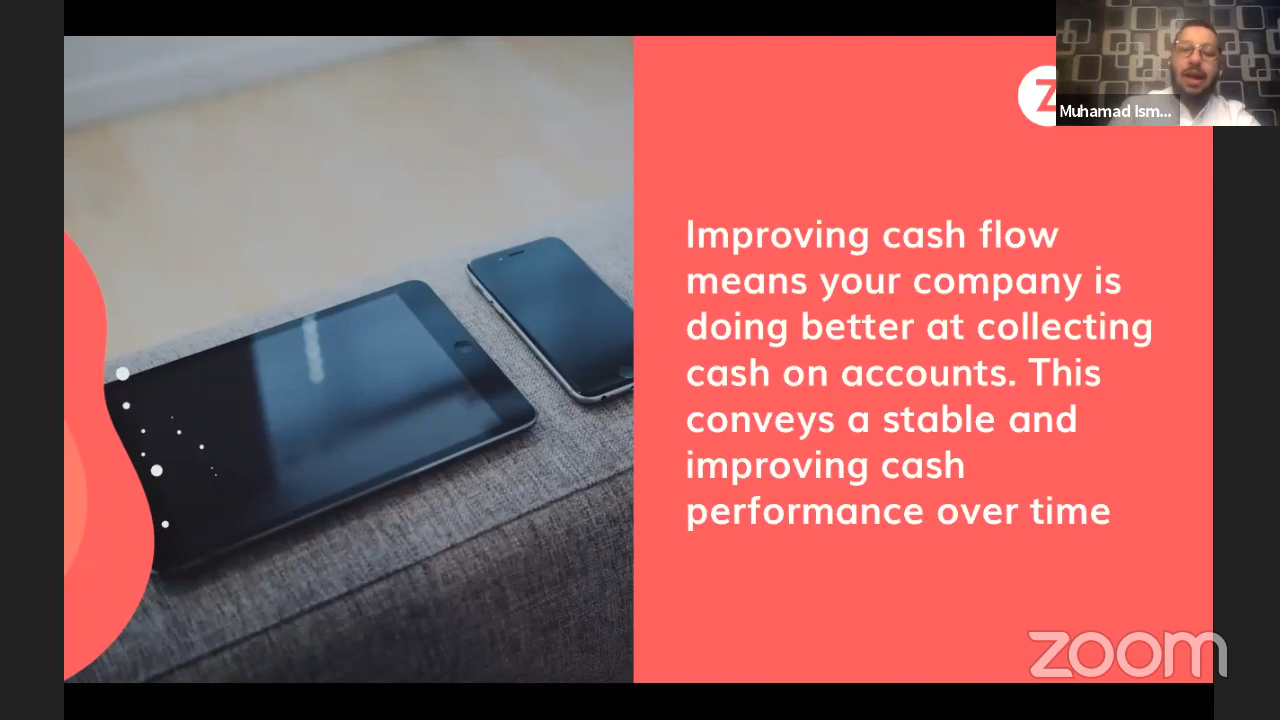 Z
Muhamad Ism...
Improving cash flow
means your company is
doing better at collecting
cash on accounts. This
conveys a stable and
improving cash
performance over time
zoom